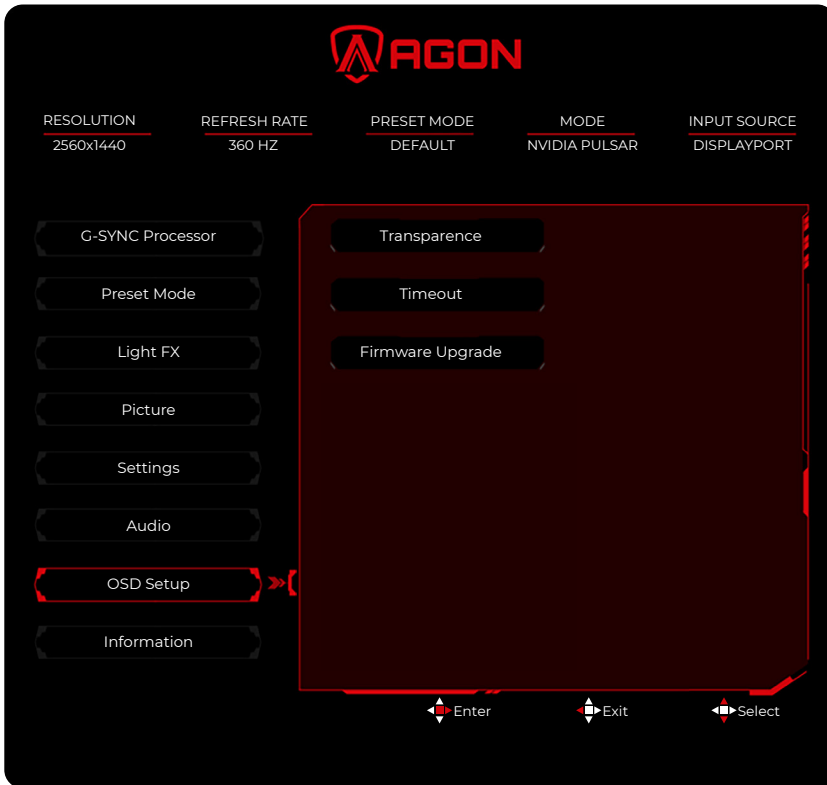 AGON
RESOLUTION REFRESH RATE PRESET MODE MODE INPUT SOURCE
2560x1440 360 HZ DEFAULT NVIDIA PULSAR DISPLAYPORT
G-SYNC Processor Transparence
Preset Mode Timeout
Light FX Firmware Upgrade
Picture
Settings
Audio
OSD Setup
Information
Enter Exit Select